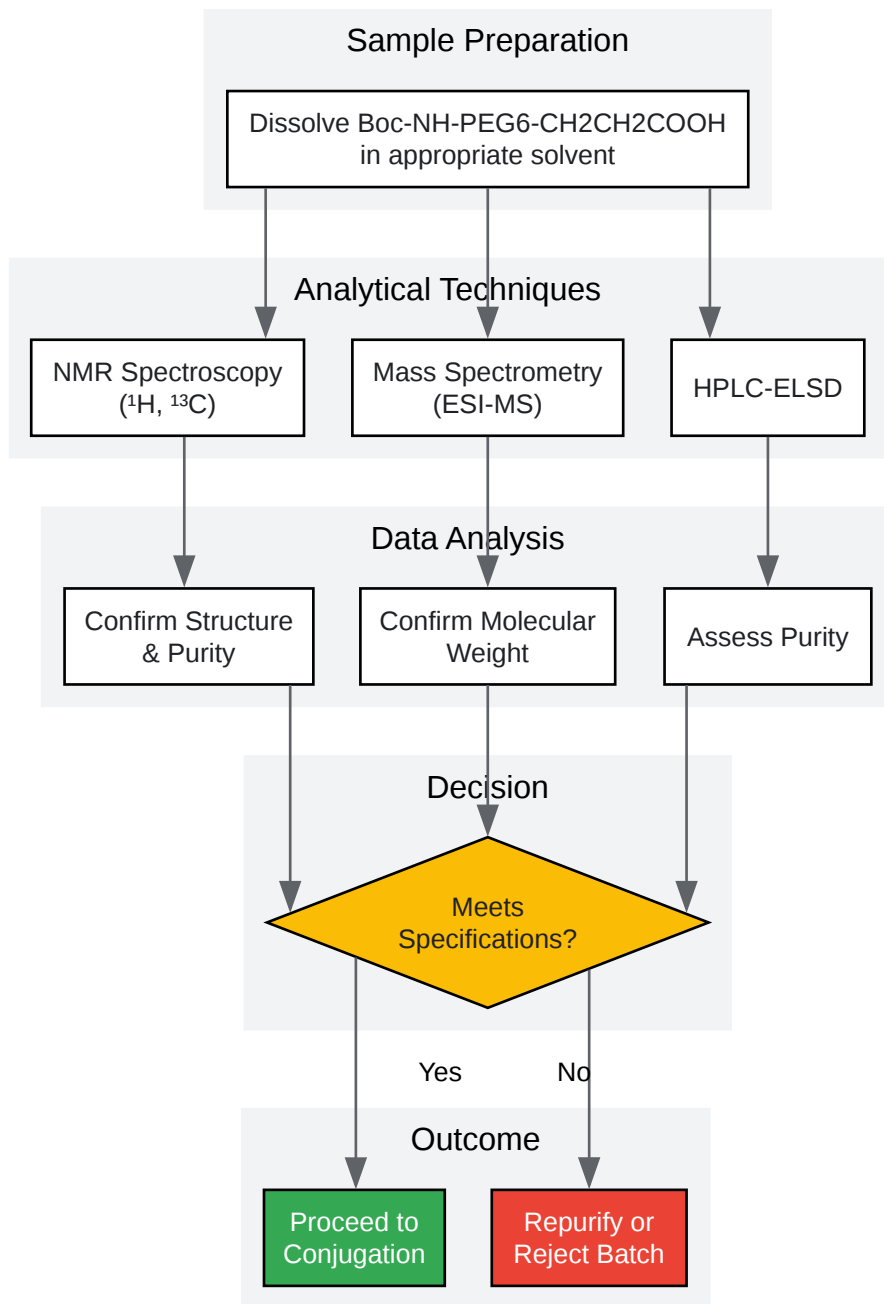 Sample Preparation
Dissolve Boc-NH-PEG6-CH2CH2COOH
in appropriate solvent
Analytical Techniques
NMR Spectroscopy
(¹H, ¹³C)
Mass Spectrometry
(ESI-MS)
HPLC-ELSD
Data Analysis
Confirm Structure
& Purity
Confirm Molecular
Weight
Assess Purity
Decision
Meets
Specifications?
Yes
No
Outcome
Proceed to
Conjugation
Repurify or
Reject Batch